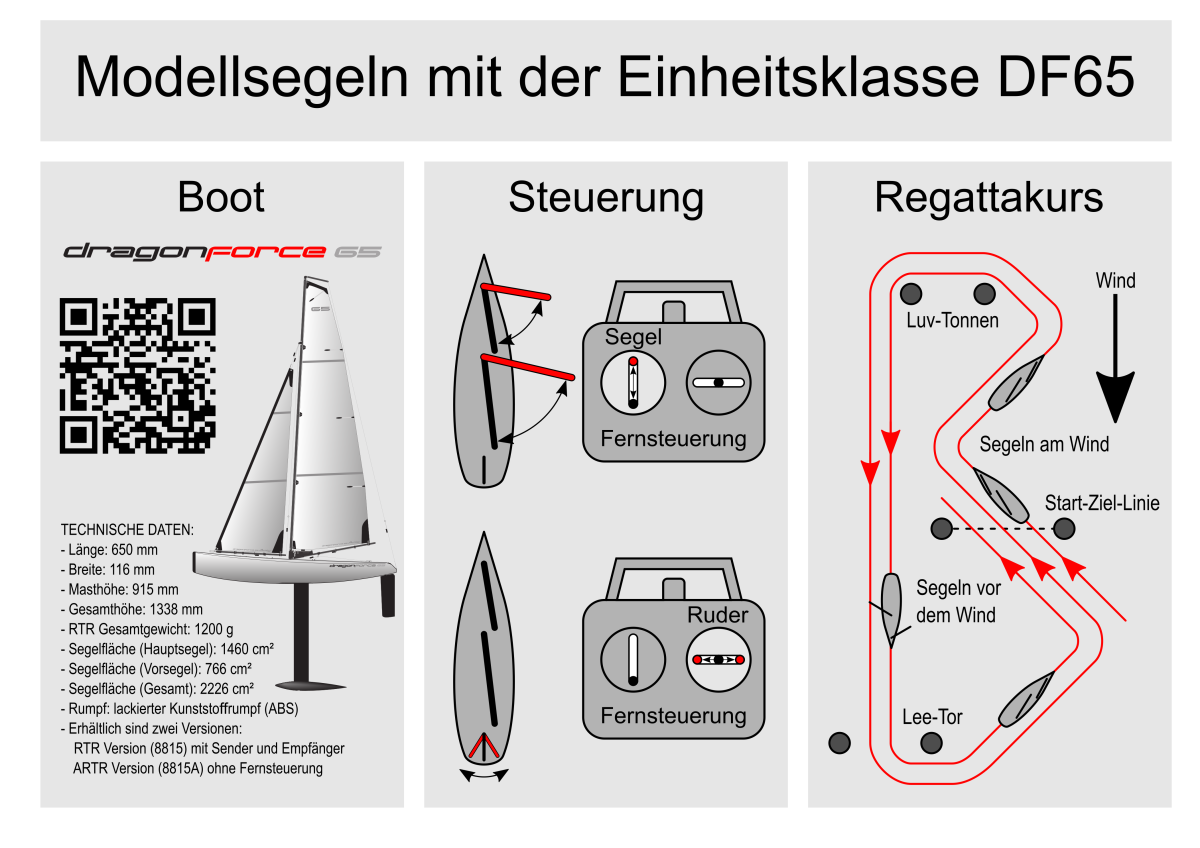 Modellsegeln mit der Einheitsklasse DF65
Boot
dragonforce 65
65
TECHNISCHE DATEN:
- Länge: 650 mm
- Breite: 116 mm
- Masthöhe: 915 mm
- Gesamthöhe: 1338 mm
- RTR Gesamtgewicht: 1200 g
- Segelfläche (Hauptsegel): 1460 cm²
- Segelfläche (Vorsegel): 766 cm²
- Segelfläche (Gesamt): 2226 cm²
- Rumpf: lackierter Kunststoffrumpf (ABS)
- Erhältlich sind zwei Versionen:
RTR Version (8815) mit Sender und Empfänger
ARTR Version (8815A) ohne Fernsteuerung
dragonforce 65
Steuerung
Segel
Fernsteuerung
Ruder
Fernsteuerung
Regattakurs
Wind
Luv-Tonnen
Segeln am Wind
Start-Ziel-Linie
Segeln vor
dem Wind
Lee-Tor